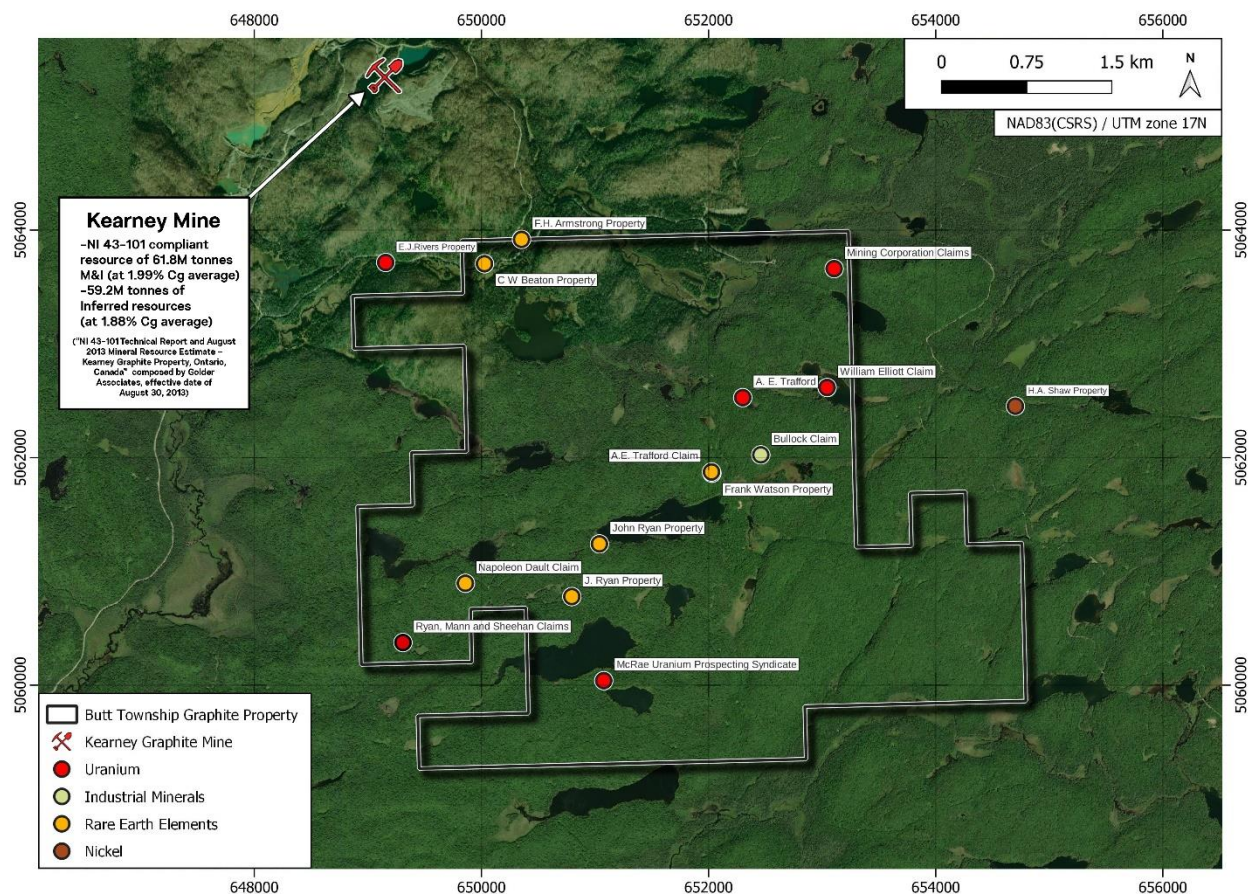 648000
650000
652000
654000
656000
0 0.75 1.5 km
N
NAD83(CSRS) / UTM zone 17N
5064000
5062000
5060000
5064000
5062000
5060000
Kearney Mine
-NI 43-101 compliant
resource of 61.8M tonnes
M&I (at 1.99% Cg average)
-59.2M tonnes of
Inferred resources
(at 1.88% Cg average)
("NI 43-101 Technical Report and August
2013 Mineral Resource Estimate –
Kearney Graphite Property, Ontario,
Canada" composed by Golder
Associates, effective date of
August 30, 2013)
F.H. Armstrong Property
E.J.Rivers Property
C W Beaton Property
Mining Corporation Claims
William Elliott Claim
A. E. Trafford
H.A. Shaw Property
Bullock Claim
A.E. Trafford Claim
Frank Watson Property
John Ryan Property
Napoleon Dault Claim
J. Ryan Property
Ryan, Mann and Sheehan Claims
McRae Uranium Prospecting Syndicate
Butt Township Graphite Property
Kearney Graphite Mine
Uranium
Industrial Minerals
Rare Earth Elements
Nickel
648000
650000
652000
654000
656000